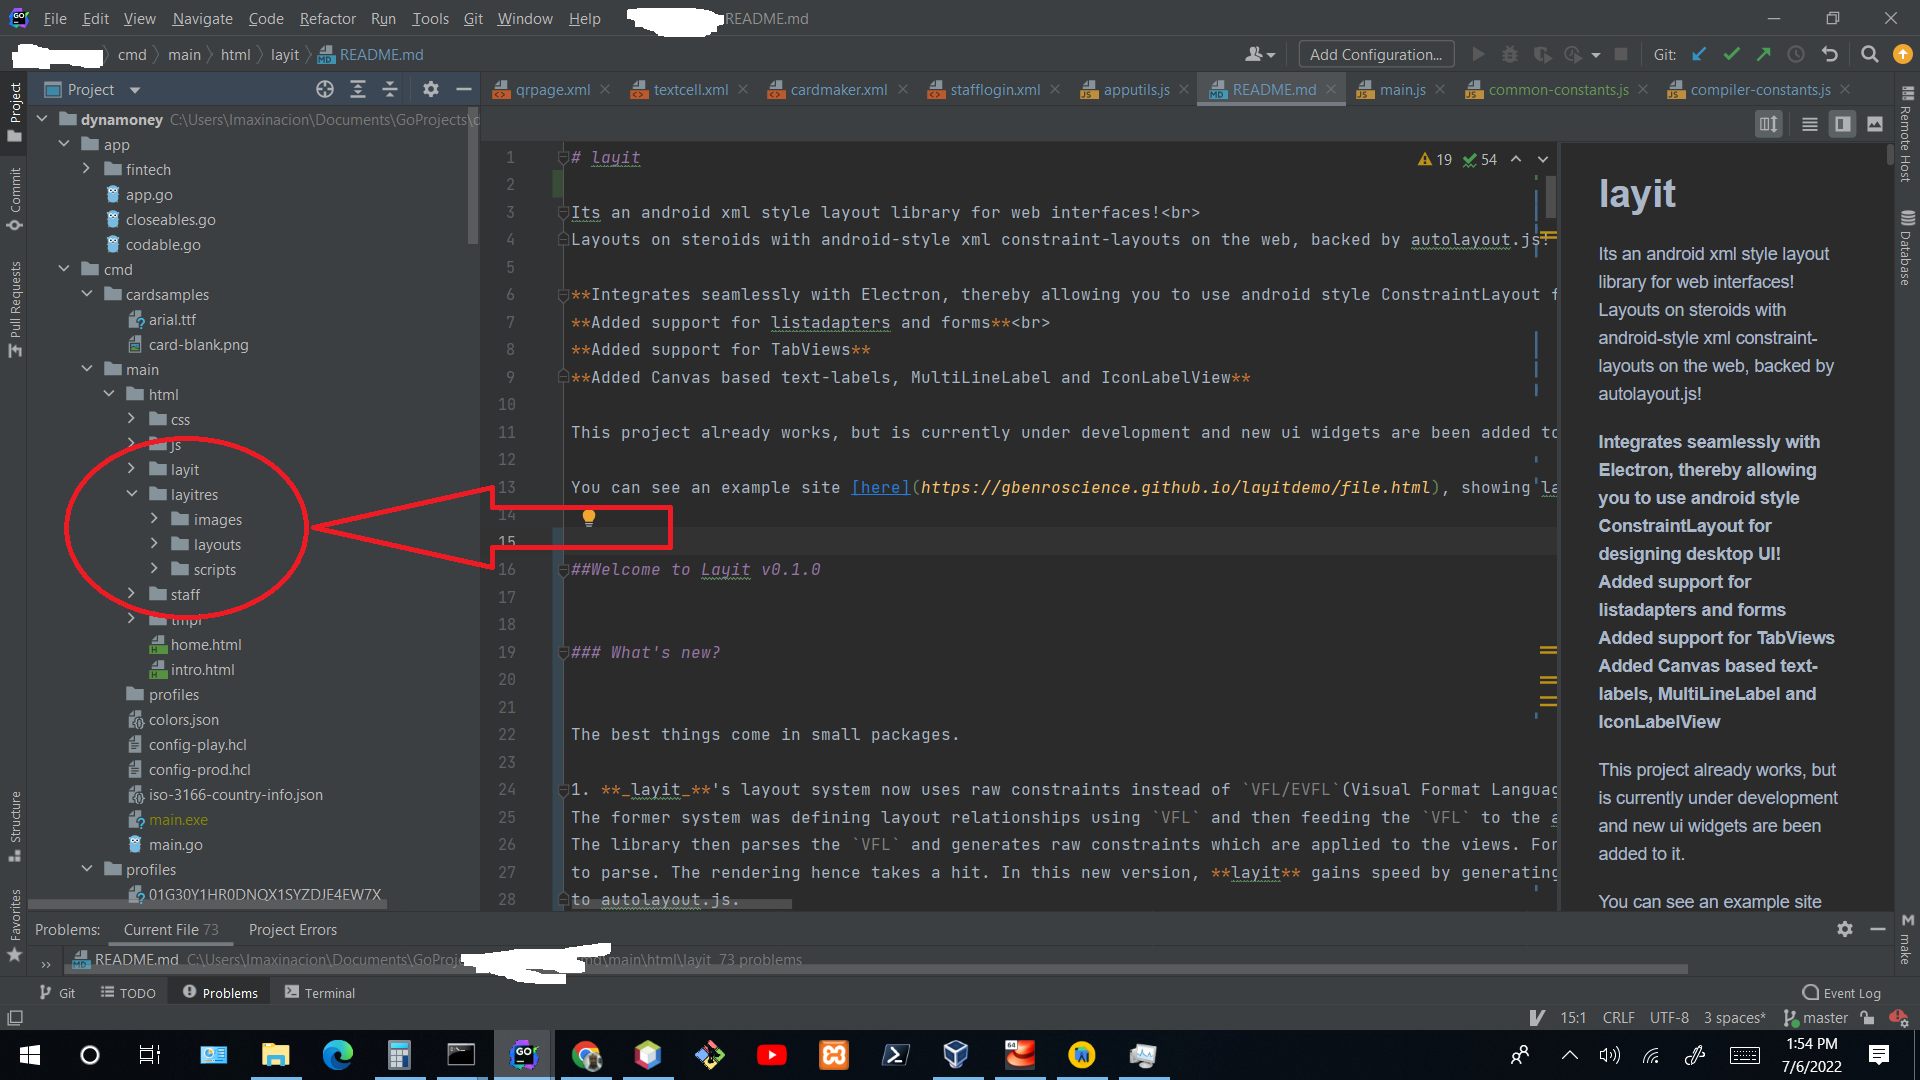 File Edit View Navigate Code Refactor Run Tools Git Window Help README.md
cmd main html layit README.md
Add Configuration...
Git:
Project
qrpage.xml
textcell.xml
cardmaker.xml
stafflogin.xml
apputils.js
README.md
main.js
common-constants.js
compiler-constants.js
Project
Commit
Pull Requests
Structure
Favorites
dynamoney C:\Users\Imaxinacion\Documents\GoProjects\d
app
fintech
app.go
closeables.go
codable.go
cmd
cardsamples
arial.ttf
card-blank.png
main
html
css
js
layit
layitres
images
layouts
scripts
staff
tmpl
home.html
intro.html
profiles
colors.json
config-play.hcl
config-prod.hcl
iso-3166-country-info.json
main.exe
main.go
profiles
01G30Y1HR0DNQX1SYZDJE4EW7X
19 54
1 # layit
2
3 Its an android xml style layout library for web interfaces!<br>
4 Layouts on steroids with android-style xml constraint-layouts on the web, backed by autolayout.js!
5
6 **Integrates seamlessly with Electron, thereby allowing you to use android style ConstraintLayout f
7 **Added support for listadapters and forms**<br>
8 **Added support for TabViews**
9 **Added Canvas based text-labels, MultiLineLabel and IconLabelView**
10
11 This project already works, but is currently under development and new ui widgets are been added to
12
13 You can see an example site [here](https://gbenroscience.github.io/layitdemo/file.html), showing la
14
15
16 ##Welcome to Layit v0.1.0
17
18
19 ### What's new?
20
21
22 The best things come in small packages.
23
24 1. **_layit_**'s layout system now uses raw constraints instead of `VFL/EVFL`(Visual Format Languag
25 The former system was defining layout relationships using `VFL` and then feeding the `VFL` to the a
26 The library then parses the `VFL` and generates raw constraints which are applied to the views. For
27 to parse. The rendering hence takes a hit. In this new version, **layit** gains speed by generating
28 to autolayout.js.
layit
Its an android xml style layout
library for web interfaces!
Layouts on steroids with
android-style xml constraint-
layouts on the web, backed by
autolayout.js!
Integrates seamlessly with
Electron, thereby allowing
you to use android style
ConstraintLayout for
designing desktop UI!
Added support for
listadapters and forms
Added support for TabViews
Added Canvas based text-
labels, MultiLineLabel and
IconLabelView
This project already works, but
is currently under development
and new ui widgets are been
added to it.
You can see an example site
Remote Host
Database
make
Problems: Current File 73 Project Errors
README.md C:\Users\Imaxinacion\Documents\GoProje md\main\html\layit 73 problems
Git TODO Problems Terminal
Event Log
15:1 CRLF UTF-8 3 spaces* master
1:54 PM
7/6/2022